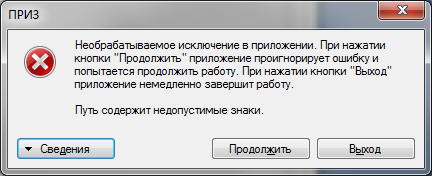 ПРИЗ
Необрабатываемое исключение в приложении. При нажатии
кнопки "Продолжить" приложение проигнорирует ошибку и
попытается продолжить работу. При нажатии кнопки "Выход"
приложение немедленно завершит работу.
Путь содержит недопустимые знаки.
Сведения
Продолжить
Выход